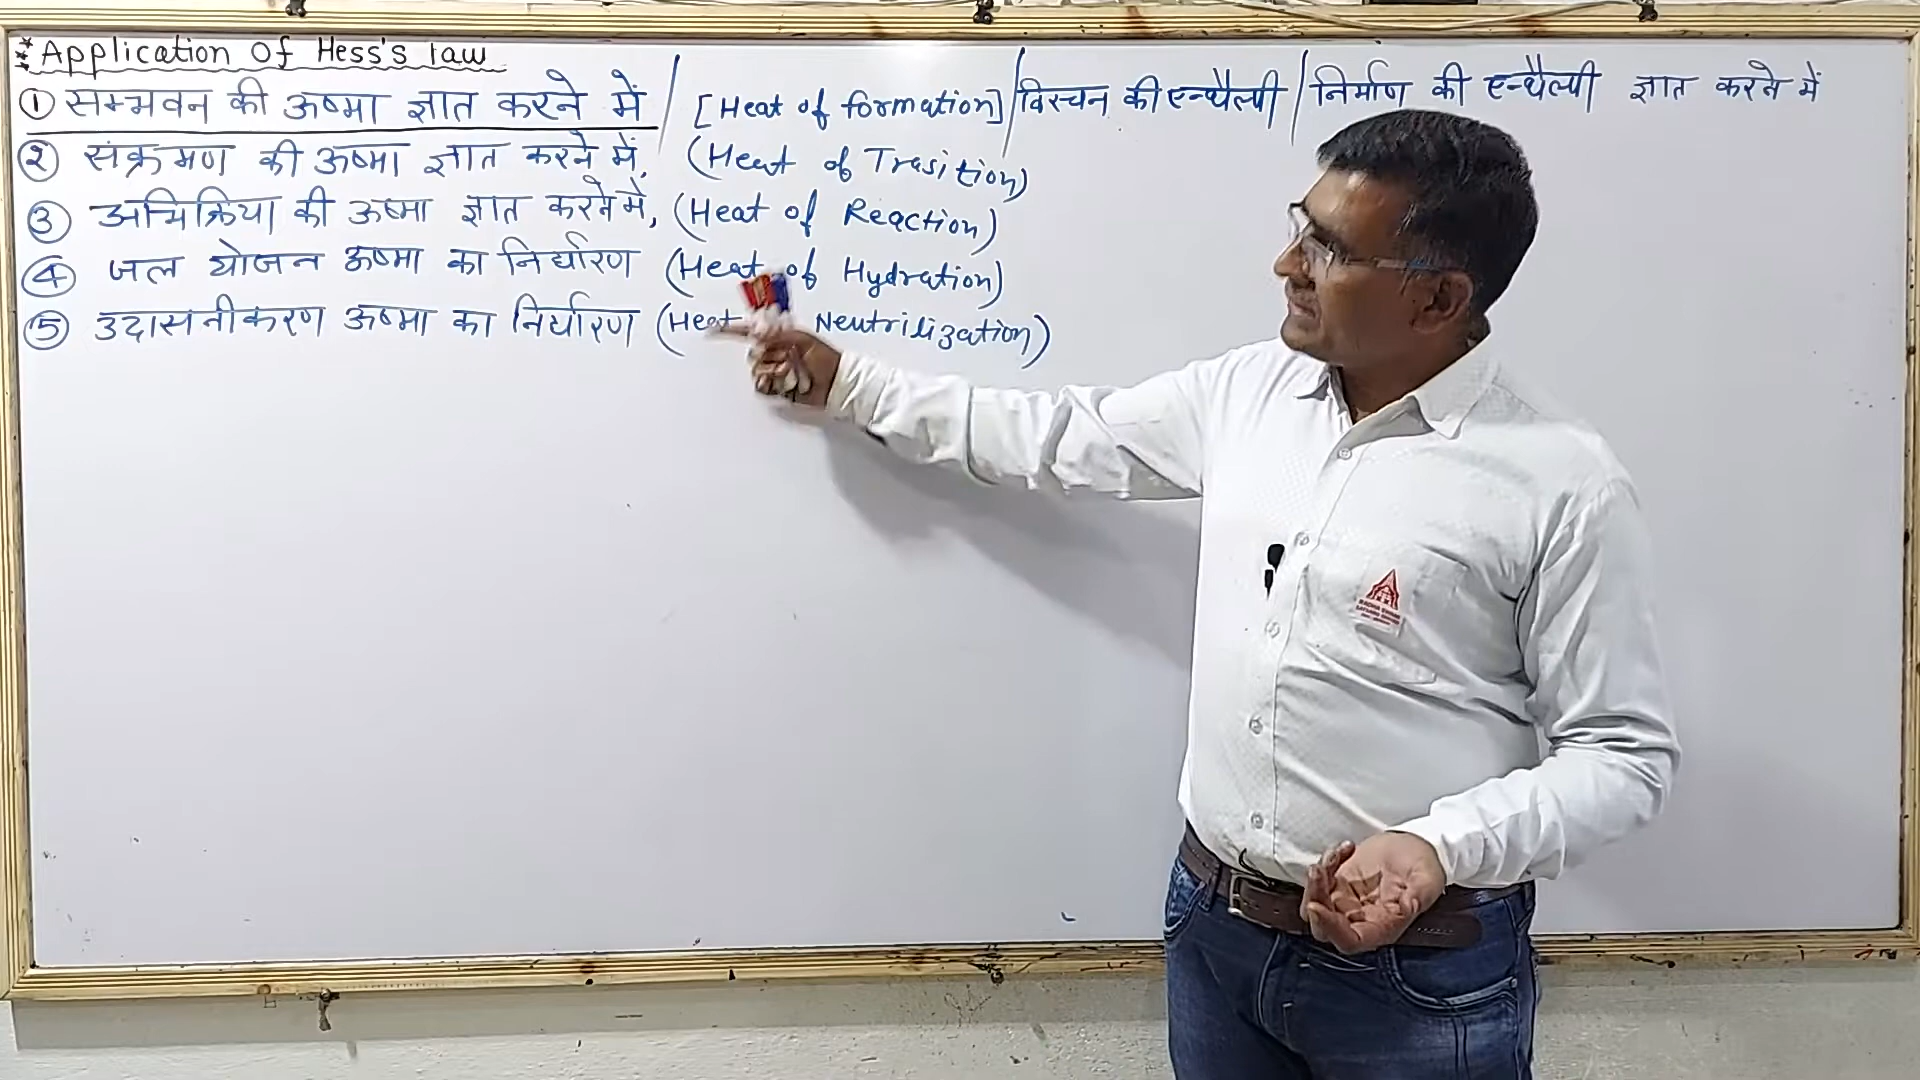 Application Of Hess's law
① सम्भवन की ऊष्मा ज्ञात करने में / [Heat of formation] / विरचन की एन्थैल्पी / निर्माण की एन्थैल्पी ज्ञात करने में
② संक्रमण की ऊष्मा ज्ञात करने में, (Heat of Trasition)
③ अभिक्रिया की ऊष्मा ज्ञात करने में, (Heat of Reaction)
④ जल योजन ऊष्मा का निर्धारण (Heat of Hydration)
⑤ उदासनीकरण ऊष्मा का निर्धारण (Heat Neutrilization)